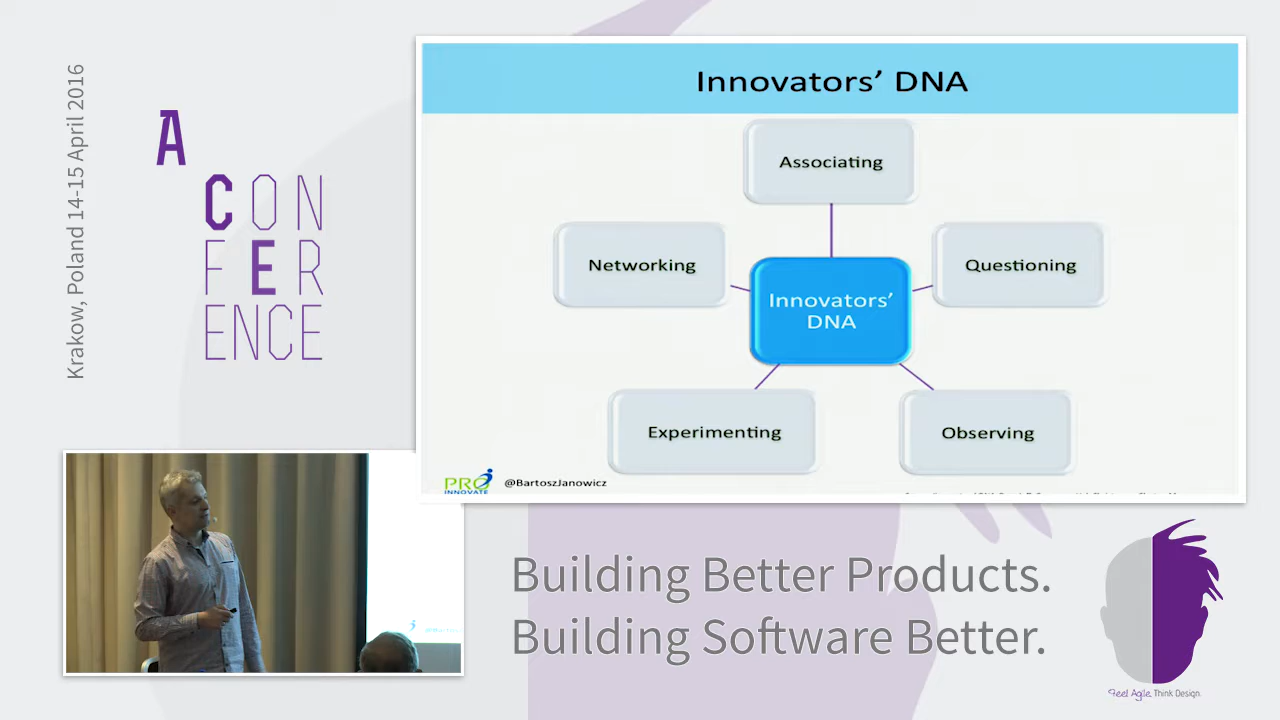 Krakow, Poland 14-15 April 2016
A
CON
FER
ENCE
Innovators' DNA
Associating
Networking
Questioning
Innovators'
DNA
Experimenting
Observing
PRO
INNOVATE
@BartoszJanowicz
@Bartosz
Building Better Products.
Building Software Better.
Feel Agile. Think Design.